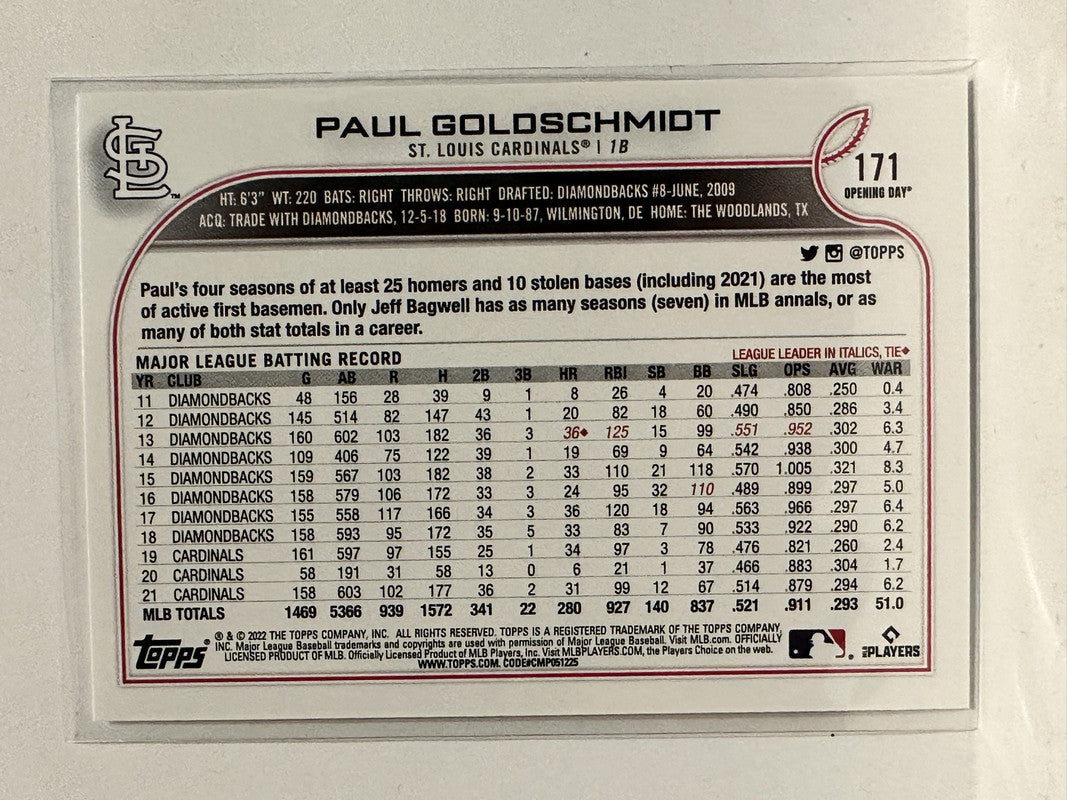 STL ™
PAUL GOLDSCHMIDT
ST. LOUIS CARDINALS® | 1B
171
OPENING DAY®
HT: 6'3" WT: 220 BATS: RIGHT THROWS: RIGHT DRAFTED: DIAMONDBACKS #8-JUNE, 2009
ACQ: TRADE WITH DIAMONDBACKS, 12-5-18 BORN: 9-10-87, WILMINGTON, DE HOME: THE WOODLANDS, TX
@TOPPS
Paul's four seasons of at least 25 homers and 10 stolen bases (including 2021) are the most
of active first basemen. Only Jeff Bagwell has as many seasons (seven) in MLB annals, or as
many of both stat totals in a career.
MAJOR LEAGUE BATTING RECORD LEAGUE LEADER IN ITALICS, TIE◆
YR CLUB G AB R H 2B 3B HR RBI SB BB SLG OPS AVG WAR
11 DIAMONDBACKS 48 156 28 39 9 1 8 26 4 20 .474 .808 .250 0.4
12 DIAMONDBACKS 145 514 82 147 43 1 20 82 18 60 .490 .850 .286 3.4
13 DIAMONDBACKS 160 602 103 182 36 3 36◆ 125 15 99 .551 .952 .302 6.3
14 DIAMONDBACKS 109 406 75 122 39 1 19 69 9 64 .542 .938 .300 4.7
15 DIAMONDBACKS 159 567 103 182 38 2 33 110 21 118 .570 1.005 .321 8.3
16 DIAMONDBACKS 158 579 106 172 33 3 24 95 32 110 .489 .899 .297 5.0
17 DIAMONDBACKS 155 558 117 166 34 3 36 120 18 94 .563 .966 .297 6.4
18 DIAMONDBACKS 158 593 95 172 35 5 33 83 7 90 .533 .922 .290 6.2
19 CARDINALS 161 597 97 155 25 1 34 97 3 78 .476 .821 .260 2.4
20 CARDINALS 58 191 31 58 13 0 6 21 1 37 .466 .883 .304 1.7
21 CARDINALS 158 603 102 177 36 2 31 99 12 67 .514 .879 .294 6.2
MLB TOTALS 1469 5366 939 1572 341 22 280 927 140 837 .521 .911 .293 51.0
Topps®
® & © 2022 THE TOPPS COMPANY, INC. ALL RIGHTS RESERVED. TOPPS IS A REGISTERED TRADEMARK OF THE TOPPS COMPANY,
INC. Major League Baseball trademarks and copyrights are used with permission of Major League Baseball. Visit MLB.com. OFFICIALLY
LICENSED PRODUCT OF MLB. Officially Licensed Product of MLB Players, Inc. Visit MLBPLAYERS.COM, the Players Choice on the web.
WWW.TOPPS.COM. CODE#CMP051225
MLB PLAYERS